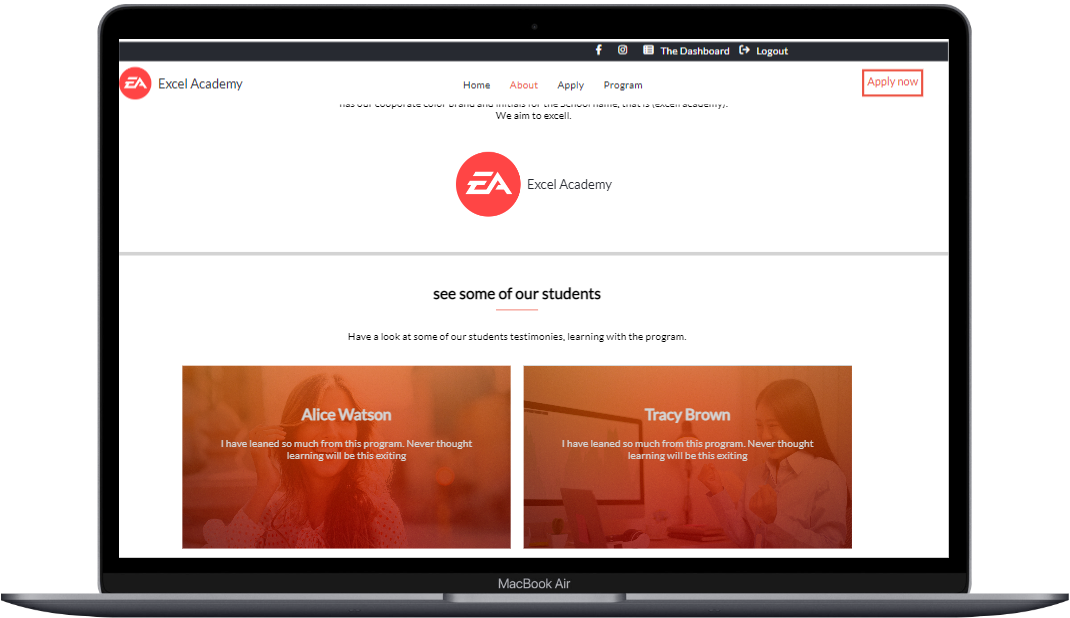 The Dashboard Logout
EA Excel Academy
Home About Apply Program
Apply now
has our cooporate color brand and initials for the School name, that is (excel academy).
We aim to excell.
EA Excel Academy
see some of our students
Have a look at some of our students testimonies, learning with the program.
Alice Watson
I have leaned so much from this program. Never thought
learning will be this exiting
Tracy Brown
I have leaned so much from this program. Never thought
learning will be this exiting
MacBook Air